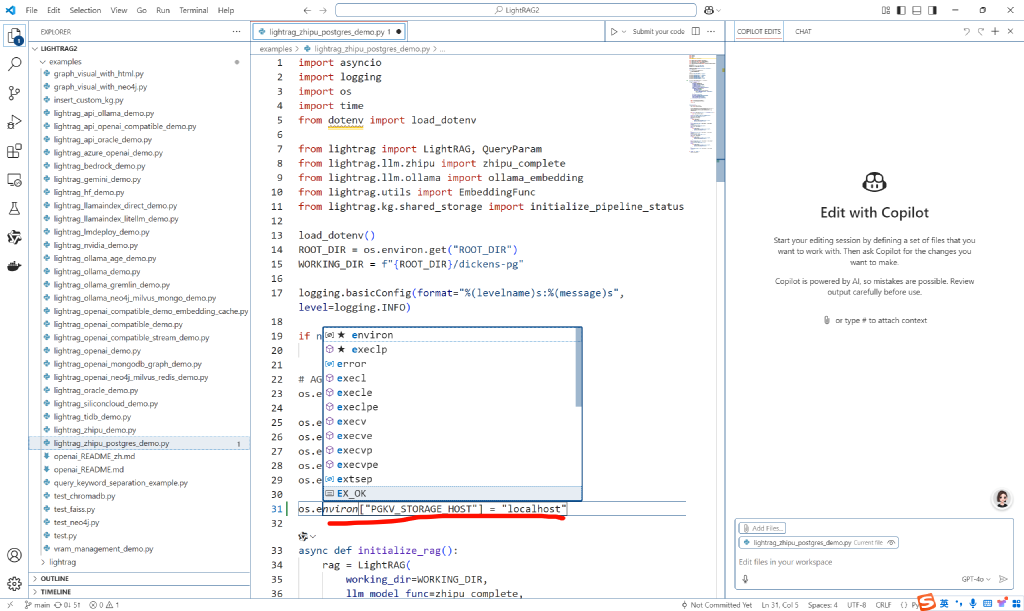 File Edit Selection View Go Run Terminal Help
LightRAG2
EXPLORER
LIGHTRAG2
examples
graph_visual_with_html.py
graph_visual_with_neo4j.py
insert_custom_kg.py
lightrag_api_ollama_demo.py
lightrag_api_openai_compatible_demo.py
lightrag_api_oracle_demo.py
lightrag_azure_openai_demo.py
lightrag_bedrock_demo.py
lightrag_gemini_demo.py
lightrag_hf_demo.py
lightrag_llamaindex_direct_demo.py
lightrag_llamaindex_litellm_demo.py
lightrag_lmdeploy_demo.py
lightrag_nvidia_demo.py
lightrag_ollama_age_demo.py
lightrag_ollama_demo.py
lightrag_ollama_gremlin_demo.py
lightrag_ollama_neo4j_milvus_mongo_demo.py
lightrag_openai_compatible_demo_embedding_cache.py
lightrag_openai_compatible_demo.py
lightrag_openai_compatible_stream_demo.py
lightrag_openai_demo.py
lightrag_openai_mongodb_graph_demo.py
lightrag_openai_neo4j_milvus_redis_demo.py
lightrag_oracle_demo.py
lightrag_siliconcloud_demo.py
lightrag_tidb_demo.py
lightrag_zhipu_demo.py
lightrag_zhipu_postgres_demo.py 1
openai_README_zh.md
openai_README.md
query_keyword_separation_example.py
test_chromadb.py
test_faiss.py
test_neo4j.py
test.py
vram_management_demo.py
lightrag
OUTLINE
TIMELINE
lightrag_zhipu_postgres_demo.py 1
Submit your code
examples > lightrag_zhipu_postgres_demo.py > ...
1 import asyncio
2 import logging
3 import os
4 import time
5 from dotenv import load_dotenv
6
7 from lightrag import LightRAG, QueryParam
8 from lightrag.llm.zhipu import zhipu_complete
9 from lightrag.llm.ollama import ollama_embedding
10 from lightrag.utils import EmbeddingFunc
11 from lightrag.kg.shared_storage import initialize_pipeline_status
12
13 load_dotenv()
14 ROOT_DIR = os.environ.get("ROOT_DIR")
15 WORKING_DIR = f"{ROOT_DIR}/dickens-pg"
16
17 logging.basicConfig(format="%(levelname)s:%(message)s",
level=logging.INFO)
18
19 if n
20
21
22 # AG
23 os.e
24
25 os.e
26 os.e
27 os.e
28 os.e
29 os.e
30
31 os.environ["PGKV_STORAGE_HOST"] = "localhost"
32
33 async def initialize_rag():
34 rag = LightRAG(
35 working_dir=WORKING_DIR,
36 llm_model_func=zhipu_complete,
★ environ
★ execlp
error
execl
execle
execlpe
execv
execve
execvp
execvpe
extsep
EX_OK
COPILOT EDITS CHAT
Edit with Copilot
Start your editing session by defining a set of files that you
want to work with. Then ask Copilot for the changes you
want to make.
Copilot is powered by AI, so mistakes are possible. Review
output carefully before use.
or type # to attach context
Add Files...
lightrag_zhipu_postgres_demo.py Current file
Edit files in your workspace
GPT-4o
main 0↓ 5↑ 0 1
Not Committed Yet Ln 31, Col 5 Spaces: 4 UTF-8 CRLF
英